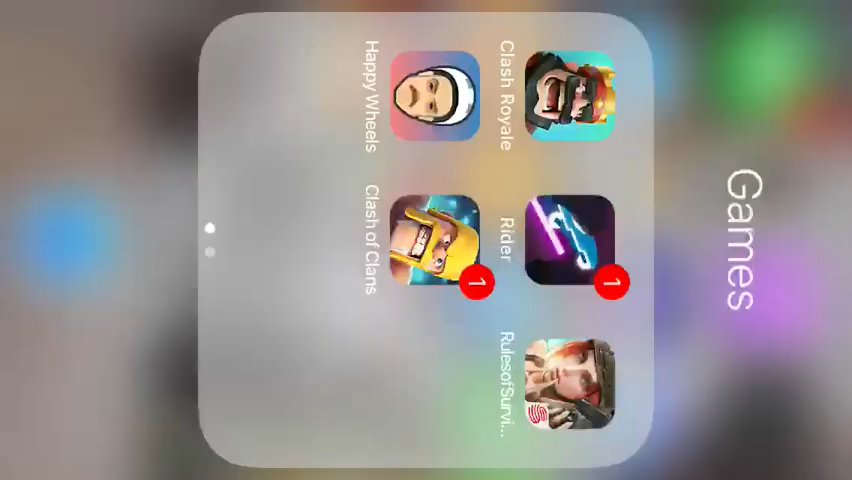 Games
Clash Royale
Rider
RulesofSurvi...
1
Happy Wheels
Clash of Clans
1